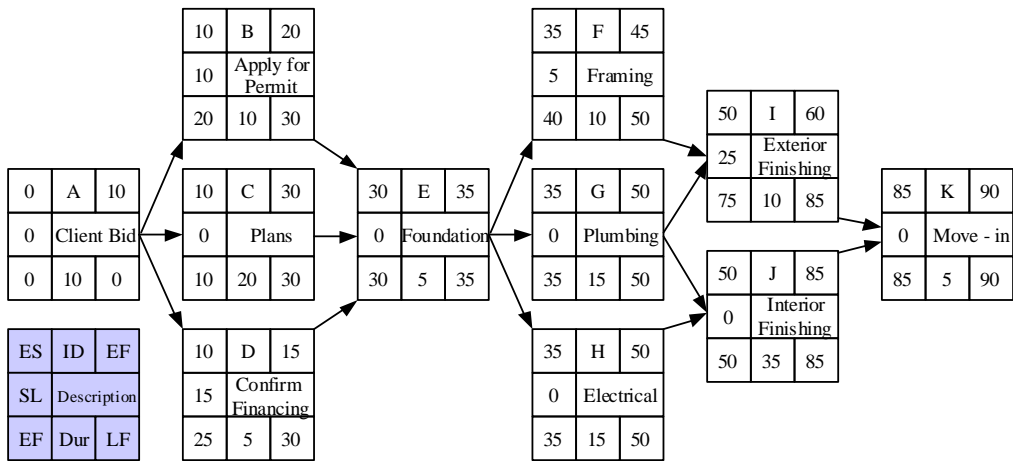 10 B 20
10 Apply for
Permit
20 10 30
35 F 45
5 Framing
40 10 50
50 I 60
25 Exterior
Finishing
75 10 85
0 A 10
0 Client Bid
0 10 0
10 C 30
0 Plans
10 20 30
30 E 35
0 Foundation
30 5 35
35 G 50
0 Plumbing
35 15 50
85 K 90
0 Move - in
85 5 90
50 J 85
0 Interior
Finishing
50 35 85
ES ID EF
SL Description
EF Dur LF
10 D 15
15 Confirm
Financing
25 5 30
35 H 50
0 Electrical
35 15 50